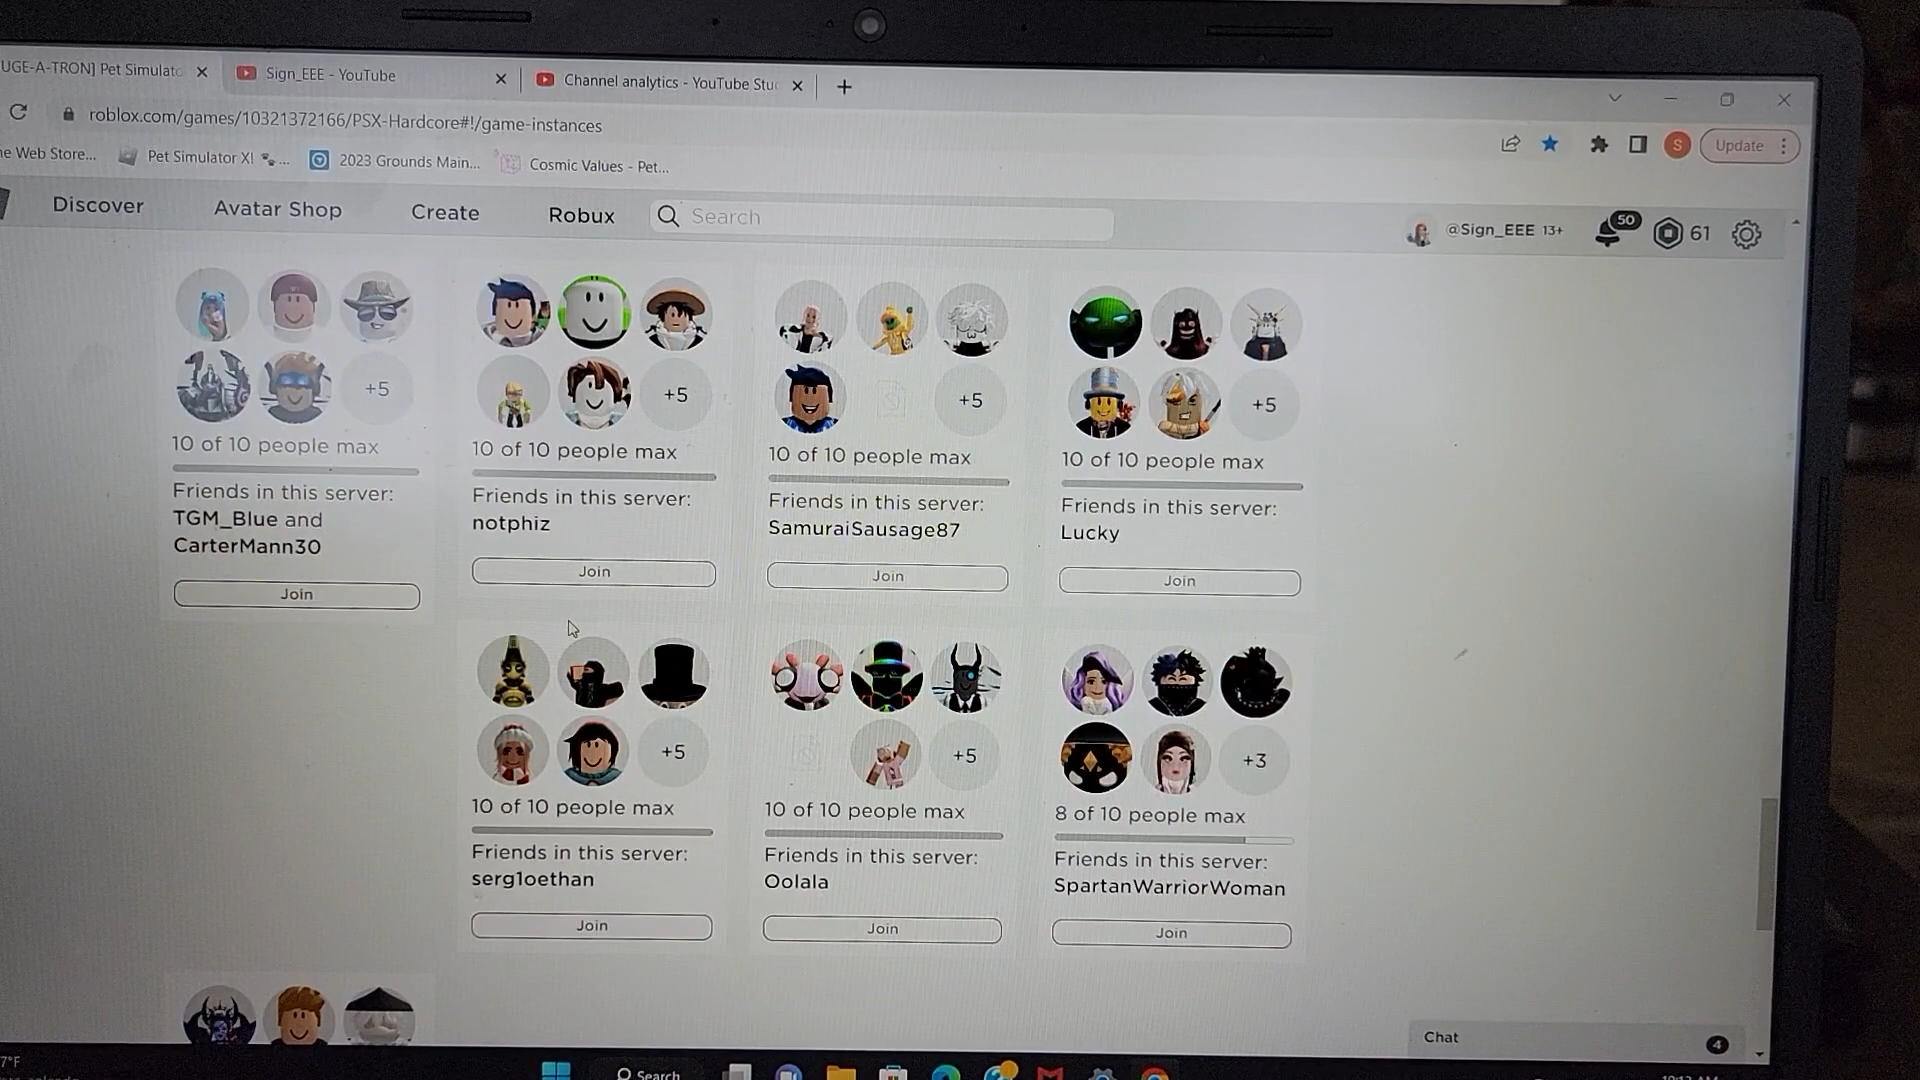 UGE-A-TRON] Pet Simulato
Sign_EEE - YouTube
Channel analytics - YouTube Stu
roblox.com/games/10321372166/PSX-Hardcore#!/game-instances
Update
S
ne Web Store...
Pet Simulator X! ...
2023 Grounds Main...
Cosmic Values - Pet...
Discover
Avatar Shop
Create
Robux
Search
@Sign_EEE 13+
50
61
+5
10 of 10 people max
Friends in this server:
TGM_Blue and
CarterMann30
Join
+5
10 of 10 people max
Friends in this server:
notphiz
Join
+5
10 of 10 people max
Friends in this server:
SamuraiSausage87
Join
+5
10 of 10 people max
Friends in this server:
Lucky
Join
+5
10 of 10 people max
Friends in this server:
serg1oethan
Join
+5
10 of 10 people max
Friends in this server:
Oolala
Join
+3
8 of 10 people max
Friends in this server:
SpartanWarriorWoman
Join
Chat
4
7°F
Search